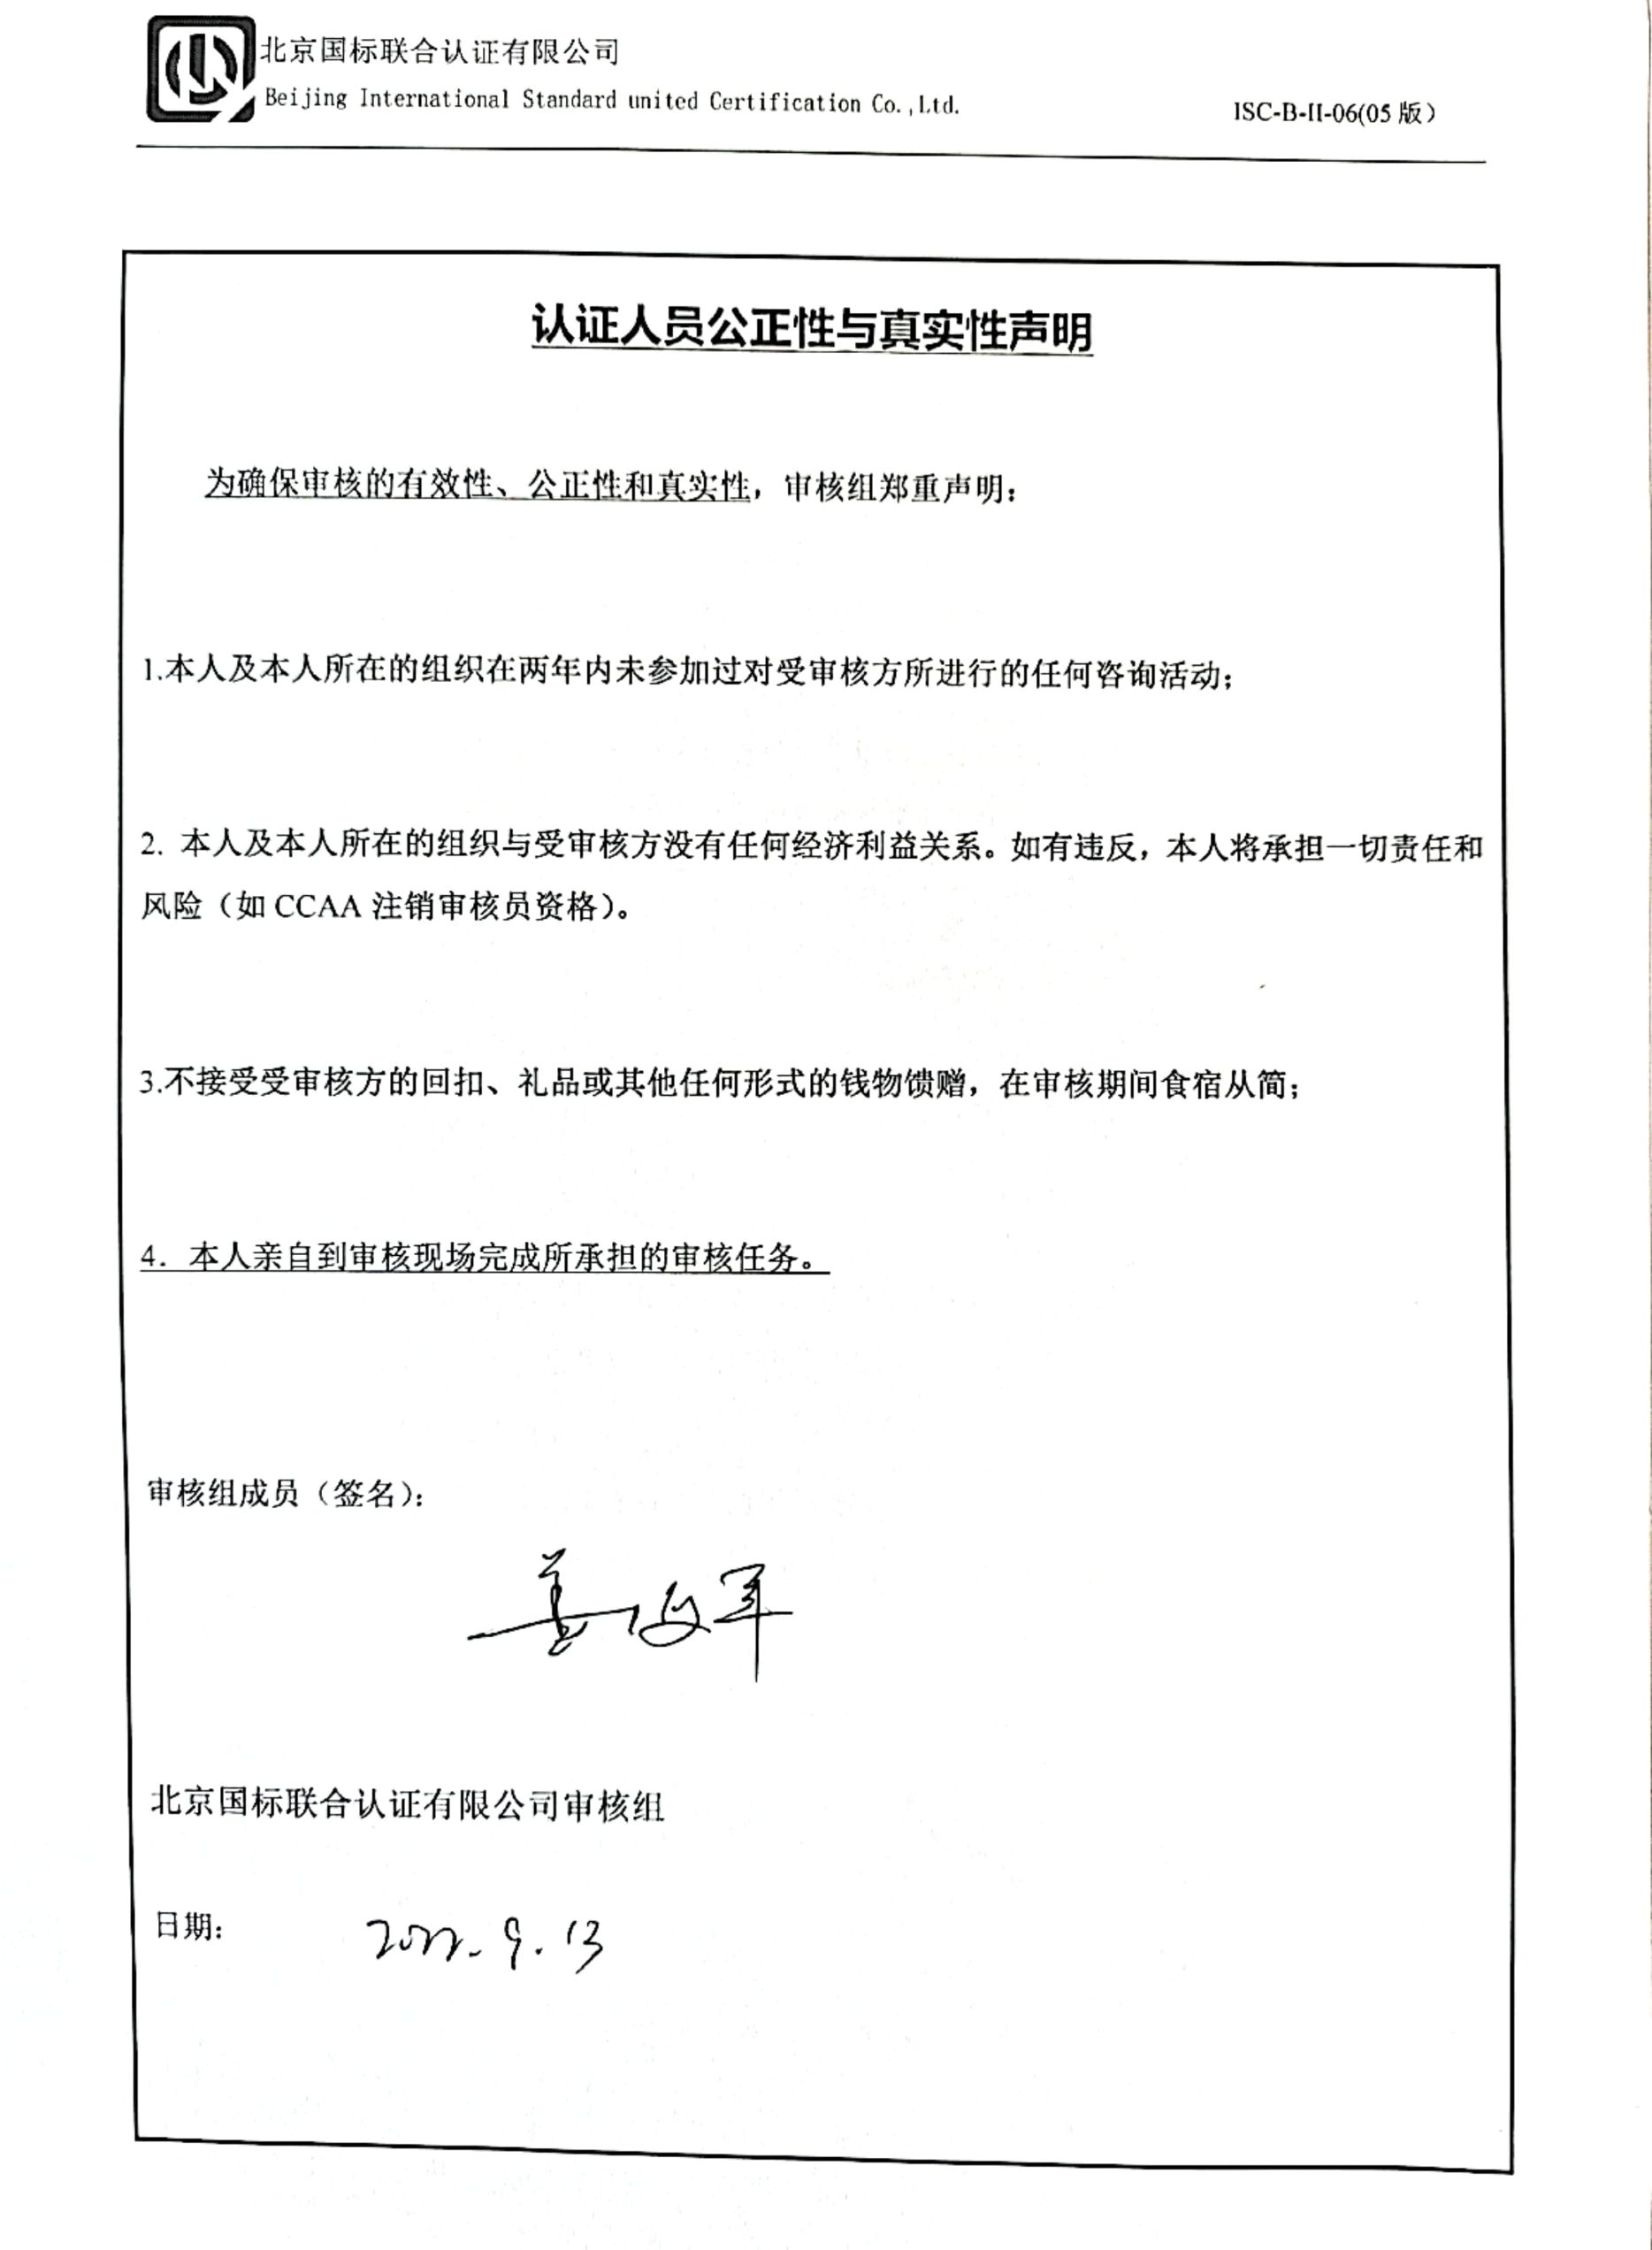 北京国标联合认证有限公司
Beijing International Standard united Certification Co.,Ltd.
ISC-B-II-06(05 版）
认证人员公正性与真实性声明
为确保审核的有效性、公正性和真实性，审核组郑重声明：
1.本人及本人所在的组织在两年内未参加过对受审核方所进行的任何咨询活动；
2. 本人及本人所在的组织与受审核方没有任何经济利益关系。如有违反，本人将承担一切责任和
风险（如 CCAA 注销审核员资格）。
3.不接受受审核方的回扣、礼品或其他任何形式的钱物馈赠，在审核期间食宿从简；
4. 本人亲自到审核现场完成所承担的审核任务。
审核组成员（签名）：
北京国标联合认证有限公司审核组
日期： 2022.9.13